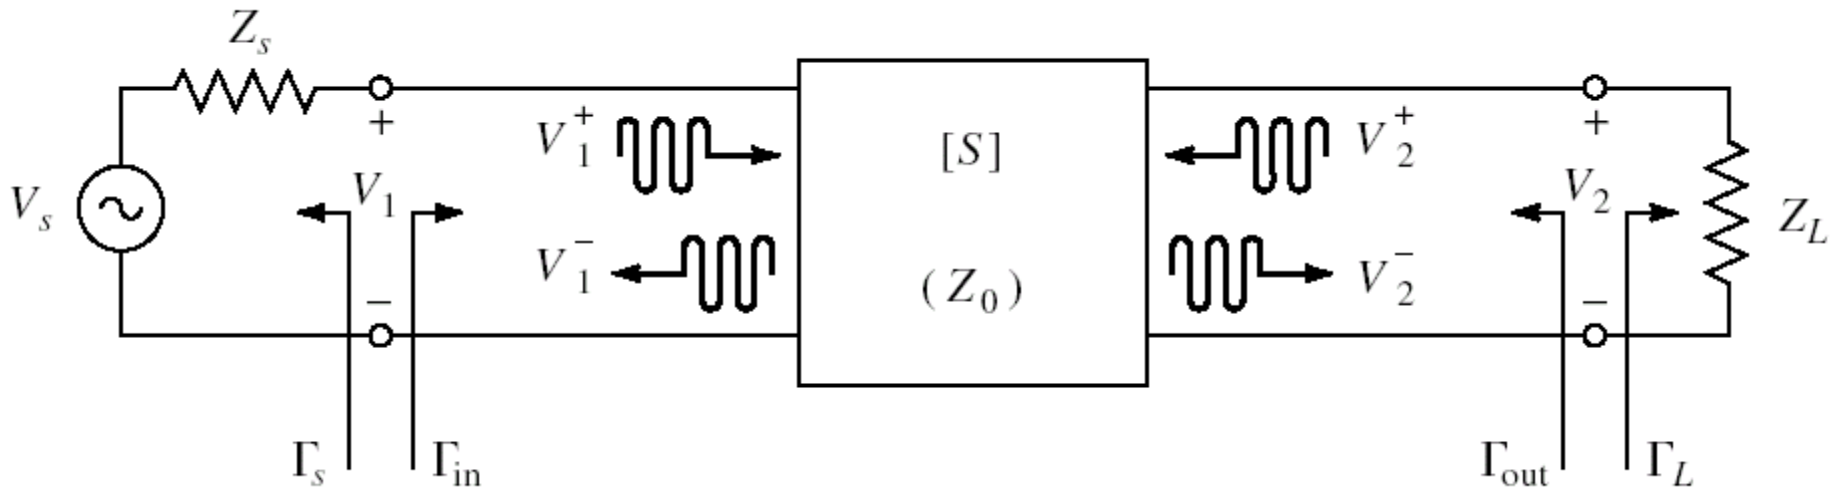 Z_s
+
V_1^+
[S]
V_2^+
+
V_s
V_1
V_2
Z_L
V_1^-
(Z_0)
V_2^-
−
−
Γ_s
Γ_in
Γ_out
Γ_L